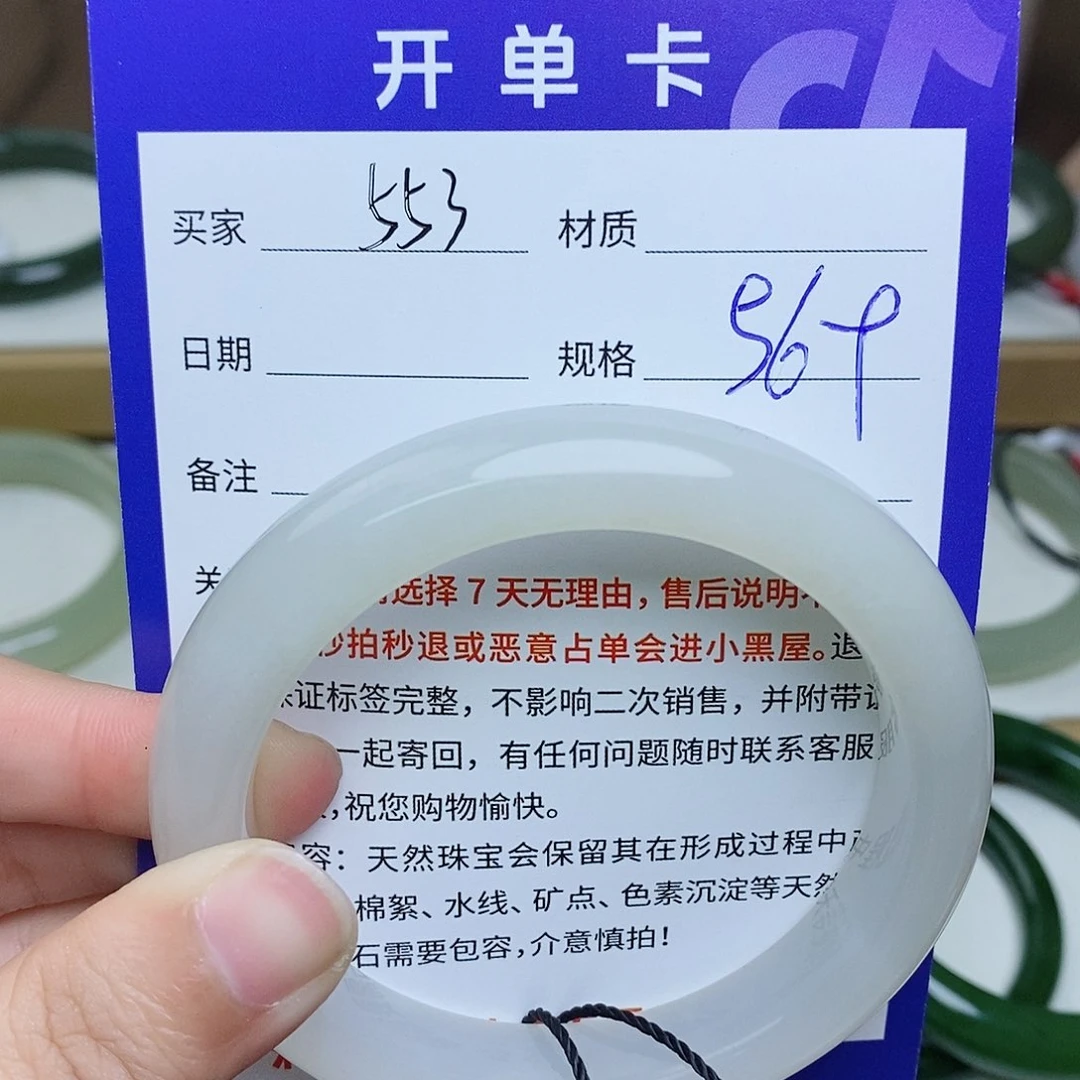 开单卡
买家 553 材质
日期 规格 56
备注
关
选择7天无理由，售后说明
秒拍秒退或恶意占单会进小黑屋。退
证标签完整，不影响二次销售，并附带证
一起寄回，有任何问题随时联系客服
，祝您购物愉快。
容：天然珠宝会保留其在形成过程中
棉絮、水线、矿点、色素沉淀等天然
石需要包容，介意慎拍！